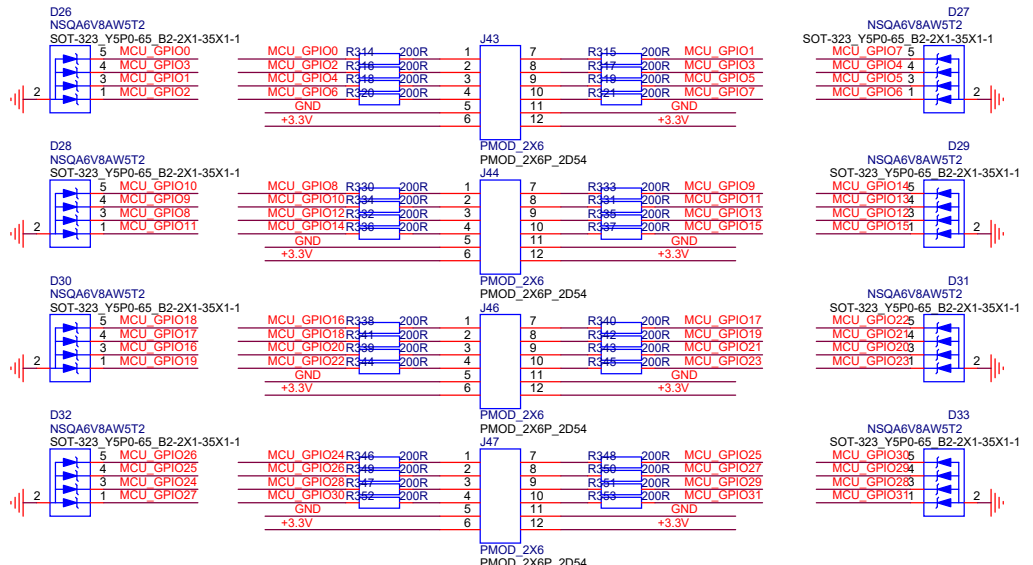 D26
D27
NSQA6V8AW5T2
NSQA6V8AW5T2
SOT-323_Y5P0-65_B2-2X1-35X1-1
J43
SOT-323_Y5P0-65_B2-2X1-35X1-1
5 MCU_GPIO0 MCU_GPIO0 R314 200R 1 7 R315 200R MCU_GPIO1 MCU_GPIO7 5
4 MCU_GPIO3 MCU_GPIO2 R316 200R 2 8 R317 200R MCU_GPIO3 MCU_GPIO4 4
3 MCU_GPIO1 MCU_GPIO4 R318 200R 3 9 R319 200R MCU_GPIO5 MCU_GPIO5 3
2 1 MCU_GPIO2 MCU_GPIO6 R320 200R 4 10 R321 200R MCU_GPIO7 MCU_GPIO6 1 2
GND 5 11 GND
+3.3V 6 12 +3.3V
PMOD_2X6
PMOD_2X6P_2D54
D28
D29
NSQA6V8AW5T2
NSQA6V8AW5T2
SOT-323_Y5P0-65_B2-2X1-35X1-1
J44
SOT-323_Y5P0-65_B2-2X1-35X1-1
5 MCU_GPIO10 MCU_GPIO8 R330 200R 1 7 R333 200R MCU_GPIO9 MCU_GPIO14 5
4 MCU_GPIO9 MCU_GPIO10 R334 200R 2 8 R331 200R MCU_GPIO11 MCU_GPIO13 4
3 MCU_GPIO8 MCU_GPIO12 R332 200R 3 9 R335 200R MCU_GPIO13 MCU_GPIO12 3
2 1 MCU_GPIO11 MCU_GPIO14 R336 200R 4 10 R337 200R MCU_GPIO15 MCU_GPIO15 1 2
GND 5 11 GND
+3.3V 6 12 +3.3V
PMOD_2X6
PMOD_2X6P_2D54
D30
D31
NSQA6V8AW5T2
NSQA6V8AW5T2
SOT-323_Y5P0-65_B2-2X1-35X1-1
J46
SOT-323_Y5P0-65_B2-2X1-35X1-1
5 MCU_GPIO18 MCU_GPIO16 R338 200R 1 7 R340 200R MCU_GPIO17 MCU_GPIO22 5
4 MCU_GPIO17 MCU_GPIO18 R341 200R 2 8 R342 200R MCU_GPIO19 MCU_GPIO21 4
3 MCU_GPIO16 MCU_GPIO20 R339 200R 3 9 R343 200R MCU_GPIO21 MCU_GPIO20 3
2 1 MCU_GPIO19 MCU_GPIO22 R344 200R 4 10 R345 200R MCU_GPIO23 MCU_GPIO23 1 2
GND 5 11 GND
+3.3V 6 12 +3.3V
PMOD_2X6
PMOD_2X6P_2D54
D32
D33
NSQA6V8AW5T2
NSQA6V8AW5T2
SOT-323_Y5P0-65_B2-2X1-35X1-1
J47
SOT-323_Y5P0-65_B2-2X1-35X1-1
5 MCU_GPIO26 MCU_GPIO24 R346 200R 1 7 R348 200R MCU_GPIO25 MCU_GPIO30 5
4 MCU_GPIO25 MCU_GPIO26 R349 200R 2 8 R350 200R MCU_GPIO27 MCU_GPIO29 4
3 MCU_GPIO24 MCU_GPIO28 R347 200R 3 9 R351 200R MCU_GPIO29 MCU_GPIO28 3
2 1 MCU_GPIO27 MCU_GPIO30 R352 200R 4 10 R353 200R MCU_GPIO31 MCU_GPIO31 1 2
GND 5 11 GND
+3.3V 6 12 +3.3V
PMOD_2X6
PMOD_2X6P_2D54